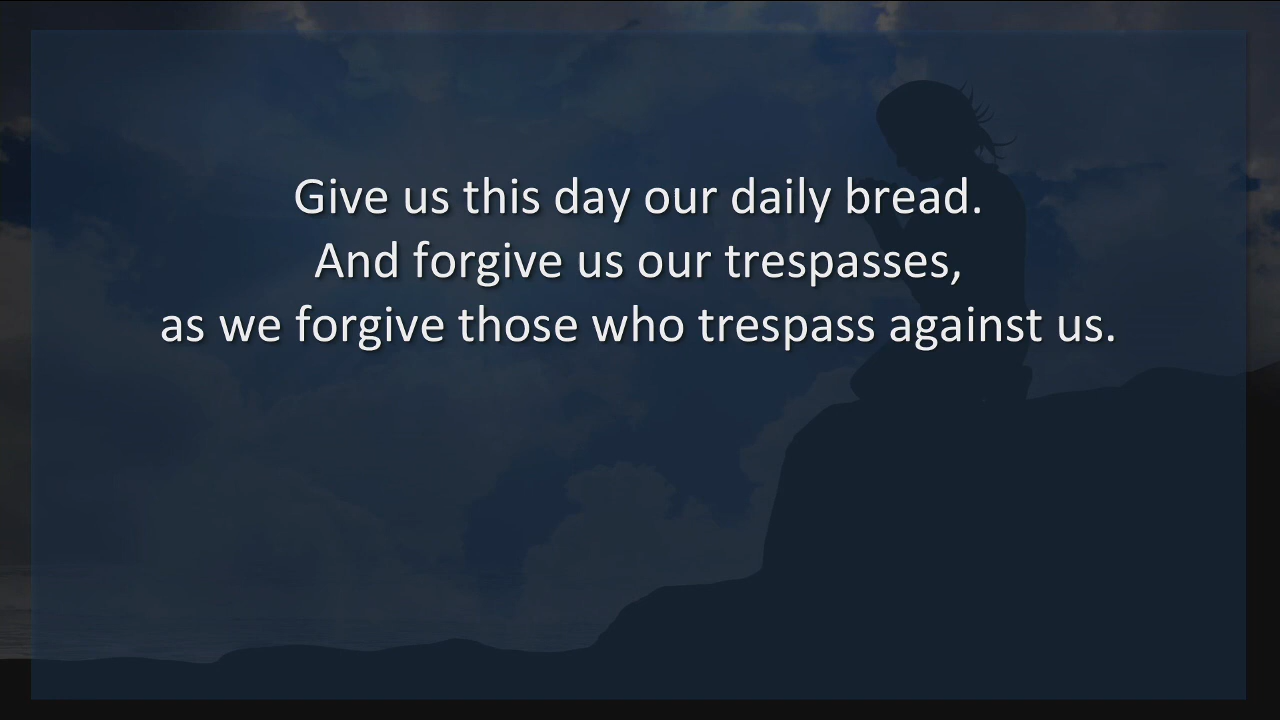 Give us this day our daily bread.
And forgive us our trespasses,
as we forgive those who trespass against us.